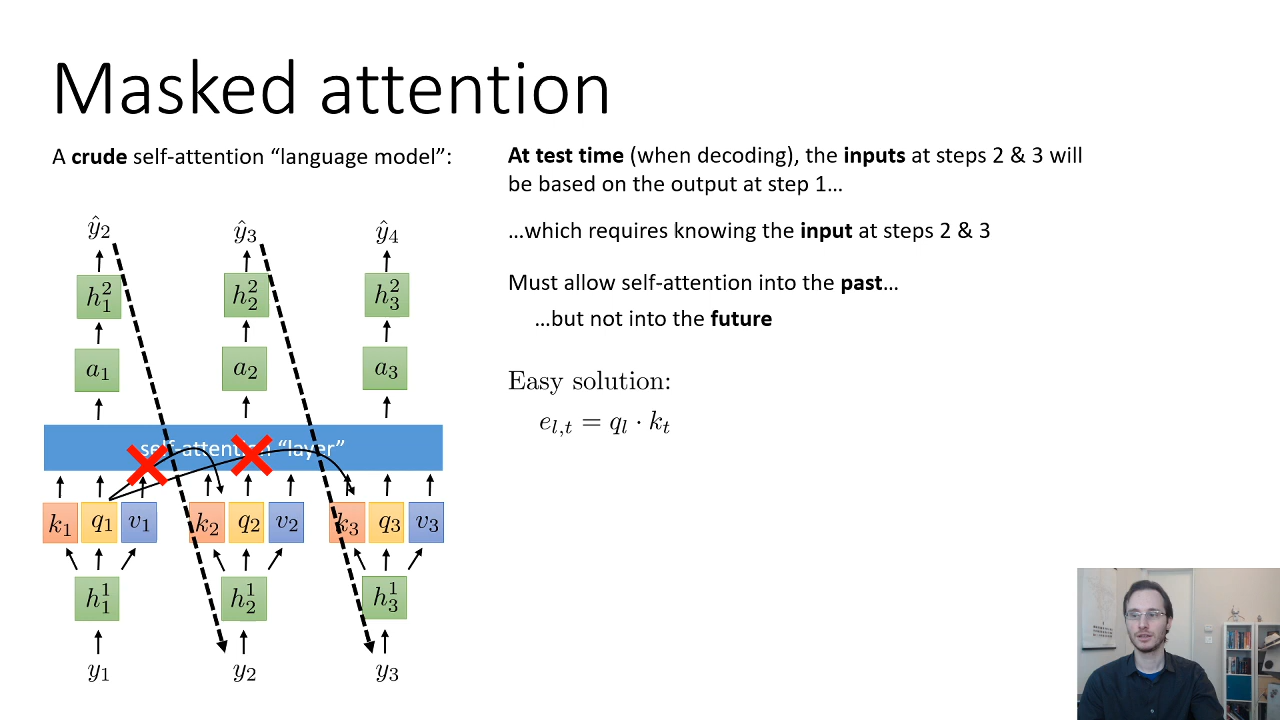 Masked attention
A crude self-attention “language model”:
ŷ₂ ŷ₃ ŷ₄
h₁² h₂² h₃²
a₁ a₂ a₃
self-attention “layer”
k₁ q₁ v₁ k₂ q₂ v₂ k₃ q₃ v₃
h₁¹ h₂¹ h₃¹
y₁ y₂ y₃
At test time (when decoding), the inputs at steps 2 & 3 will
be based on the output at step 1…
…which requires knowing the input at steps 2 & 3
Must allow self-attention into the past…
…but not into the future
Easy solution:
e_{l,t} = q_l · k_t